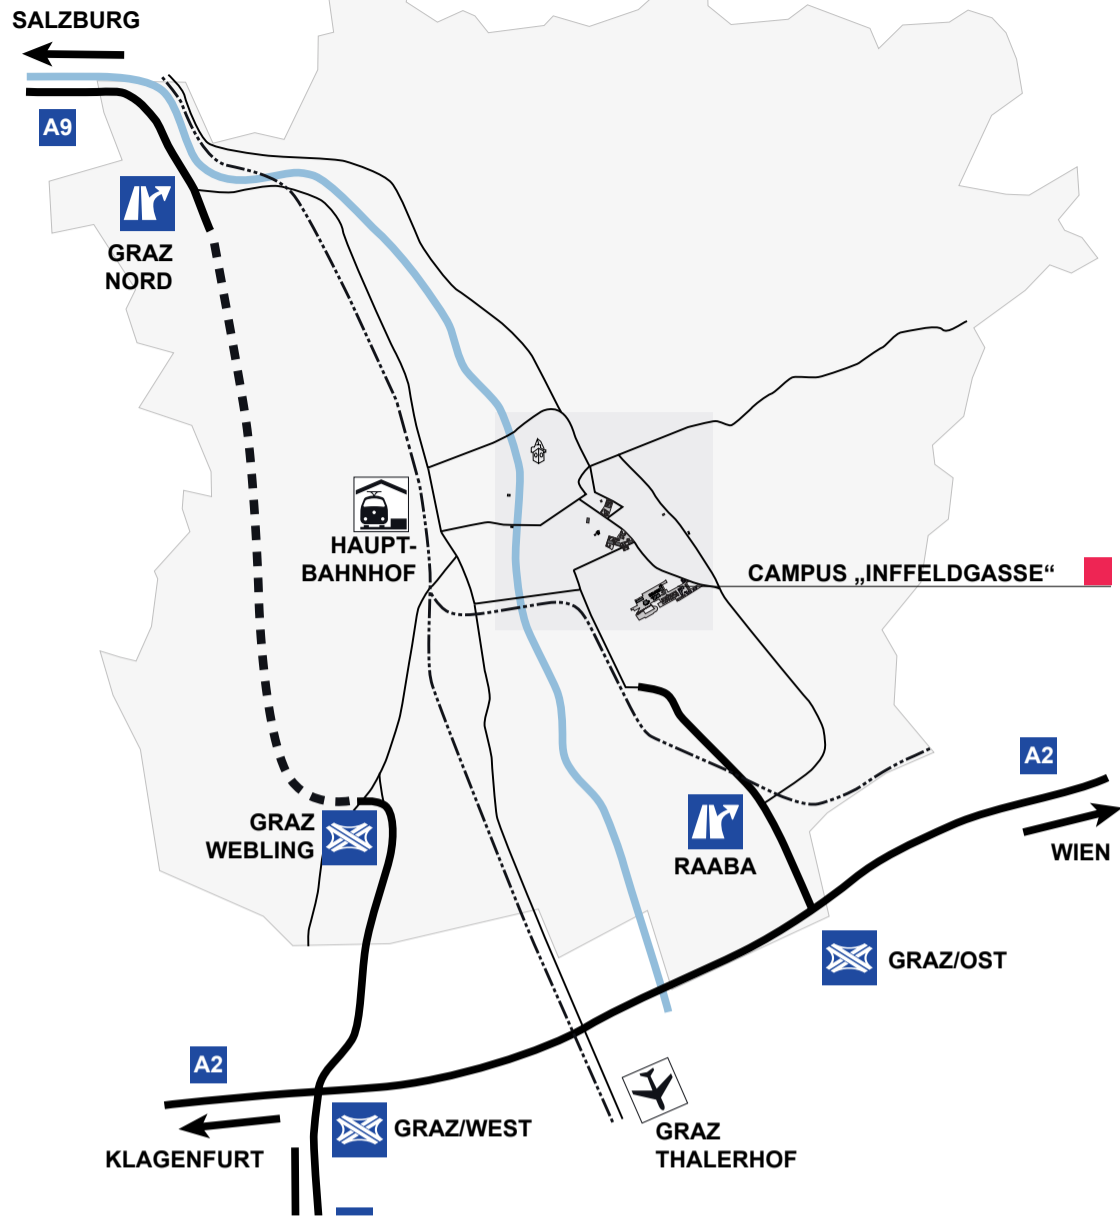 SALZBURG
A9
GRAZ
NORD
HAUPT-
BAHNHOF
CAMPUS „INFFELDGASSE“
A2
WIEN
GRAZ
WEBLING
RAABA
GRAZ/OST
A2
KLAGENFURT
GRAZ/WEST
GRAZ
THALERHOF